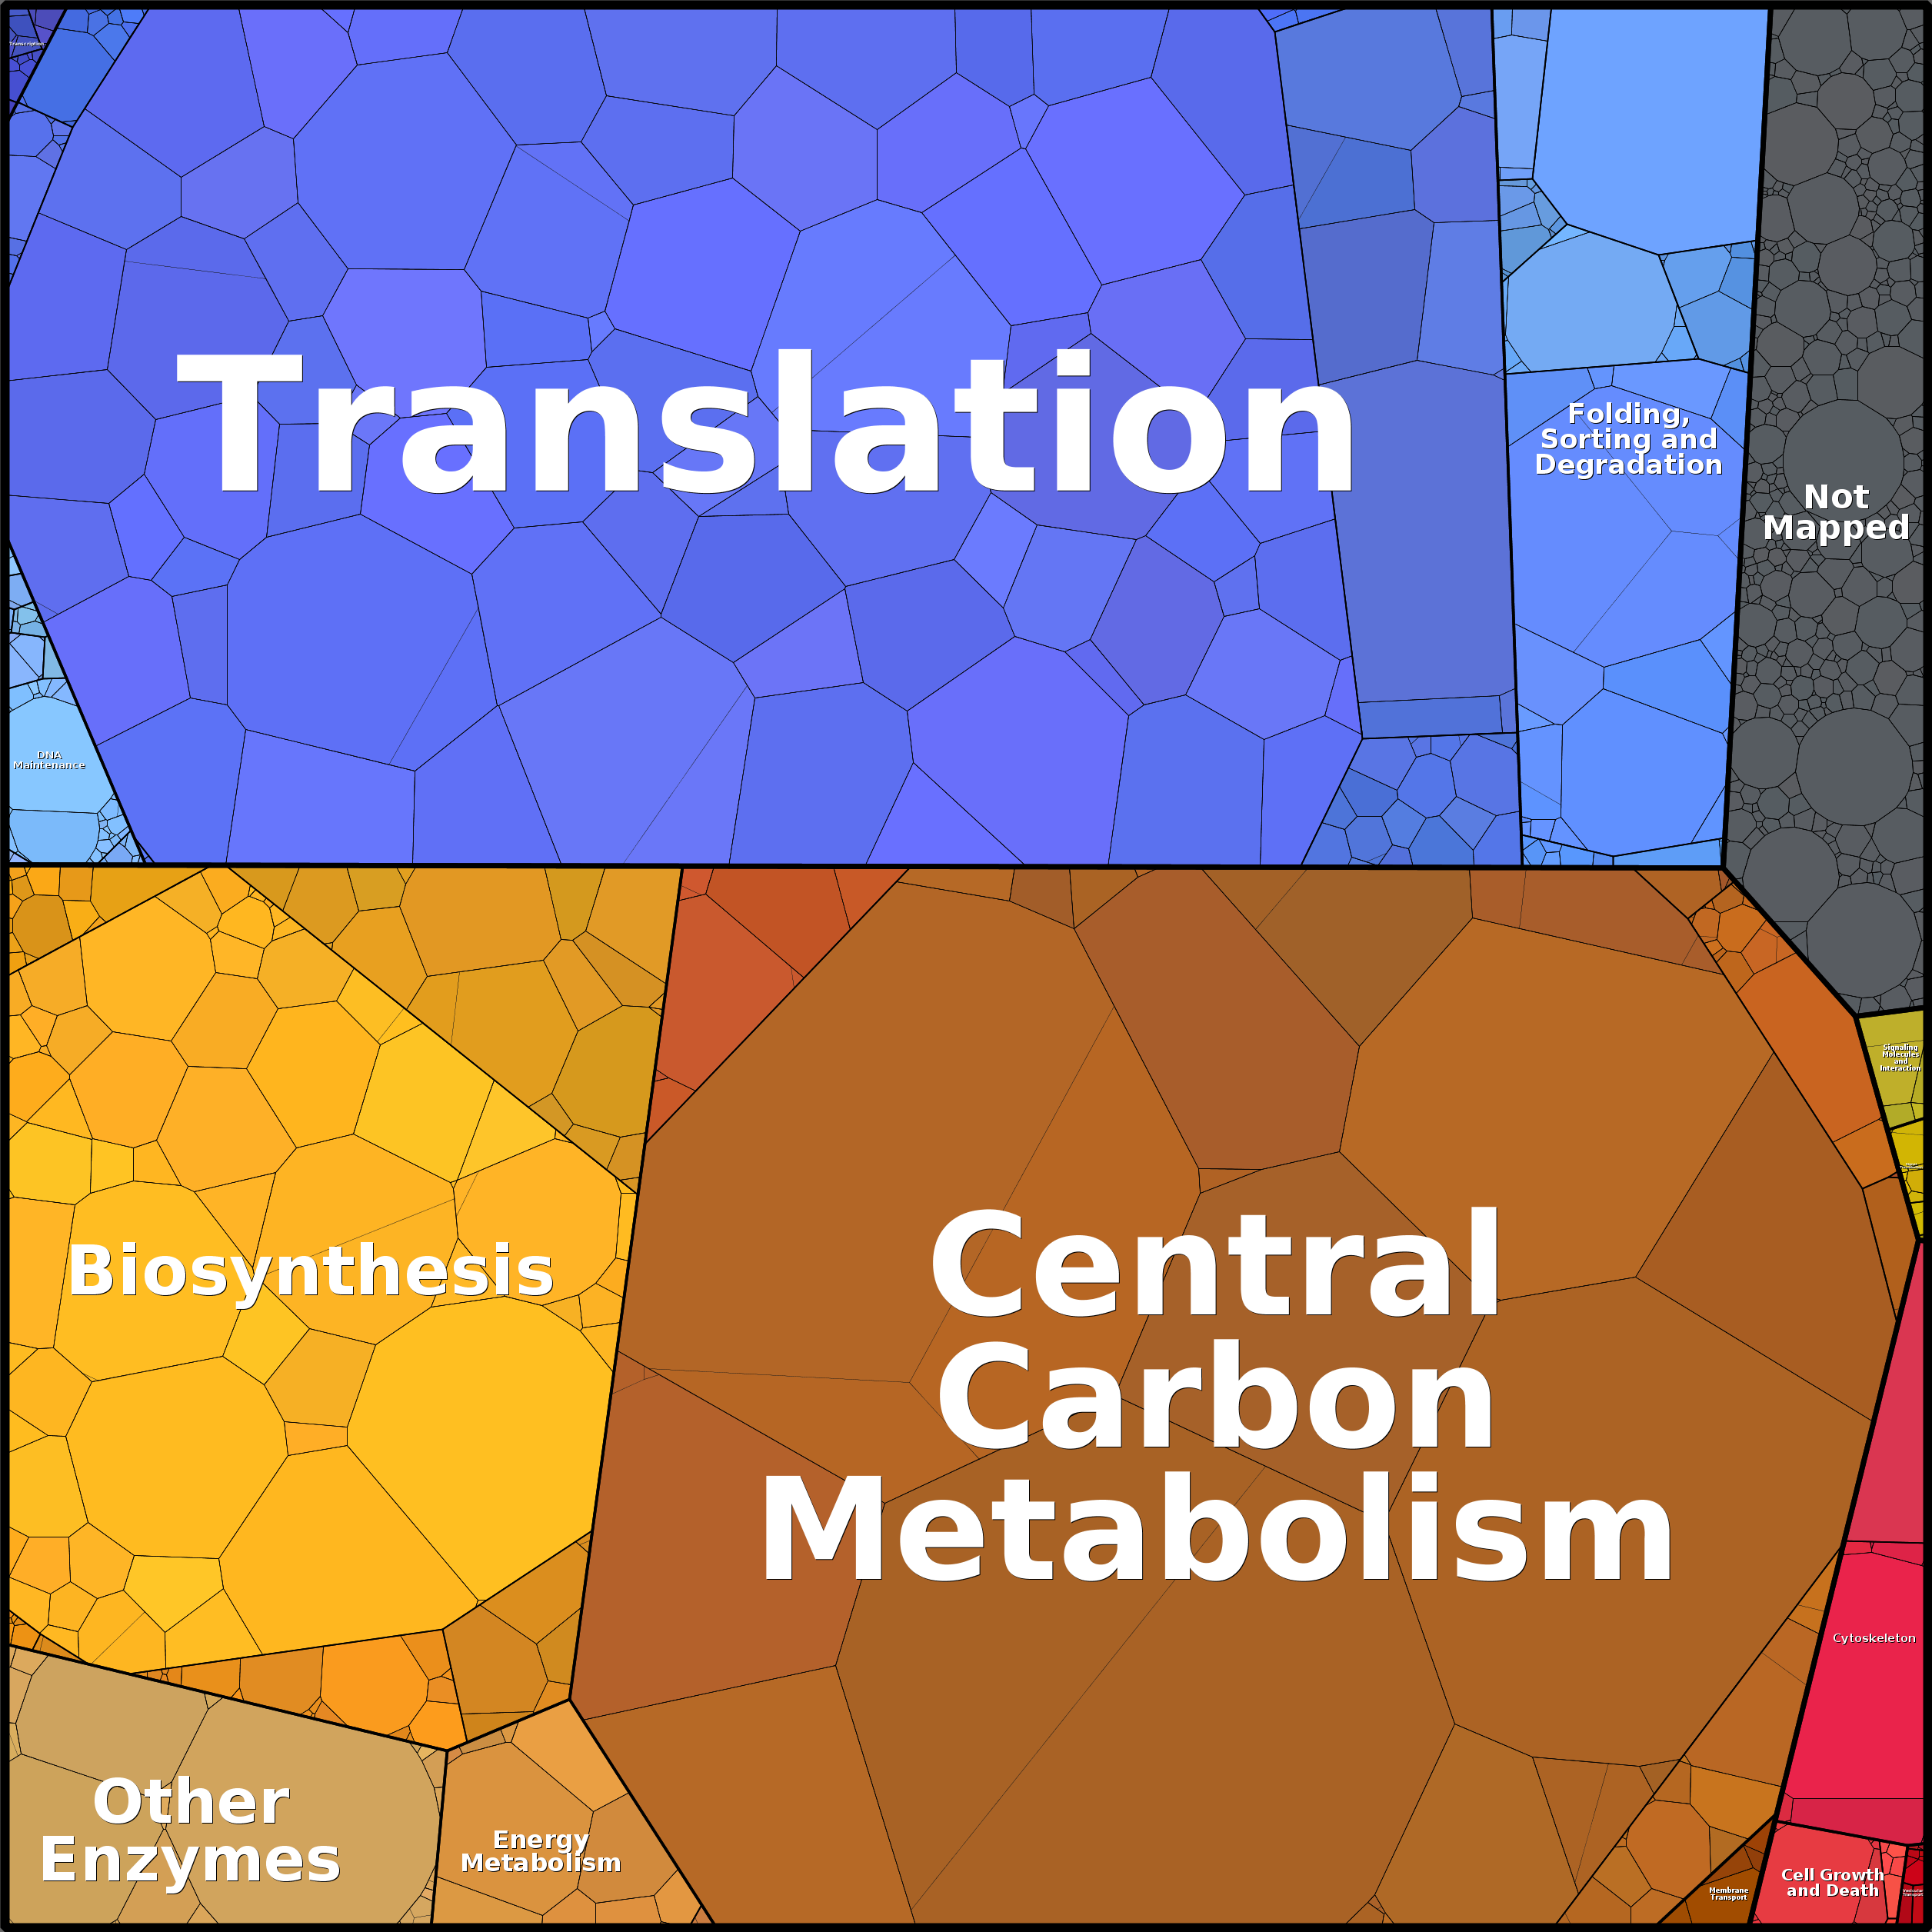 Transcription
Translation
Folding,
Sorting and
Degradation
Not
Mapped
DNA
Maintenance
Signaling
Molecules
and
Interaction
Biosynthesis
Central
Carbon
Metabolism
Cytoskeleton
Other
Enzymes
Energy
Metabolism
Membrane
Transport
Cell Growth
and Death